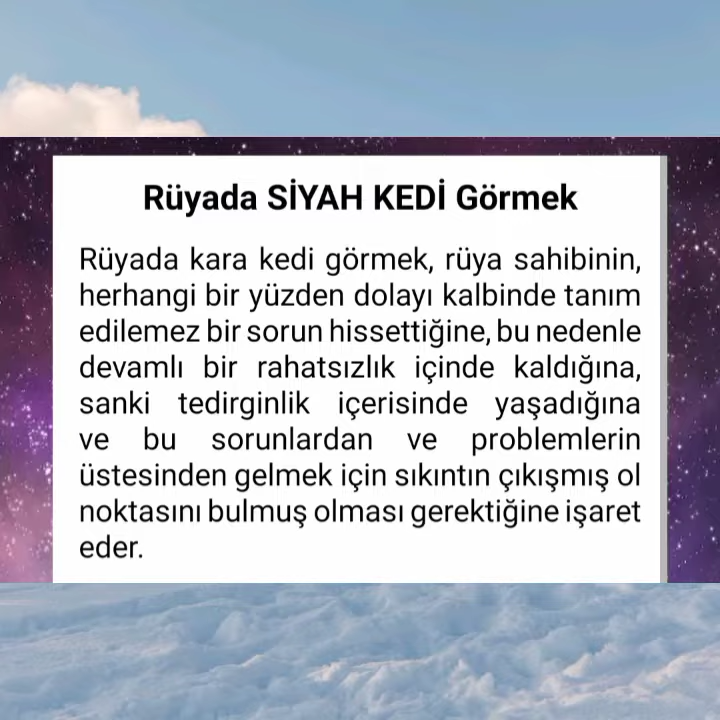 Rüyada SİYAH KEDİ Görmek
Rüyada kara kedi görmek, rüya sahibinin,
herhangi bir yüzden dolayı kalbinde tanım
edilemez bir sorun hissettiğine, bu nedenle
devamlı bir rahatsızlık içinde kaldığına,
sanki tedirginlik içerisinde yaşadığına
ve bu sorunlardan ve problemlerin
üstesinden gelmek için sıkıntın çıkışmış ol
noktasını bulmuş olması gerektiğine işaret
eder.